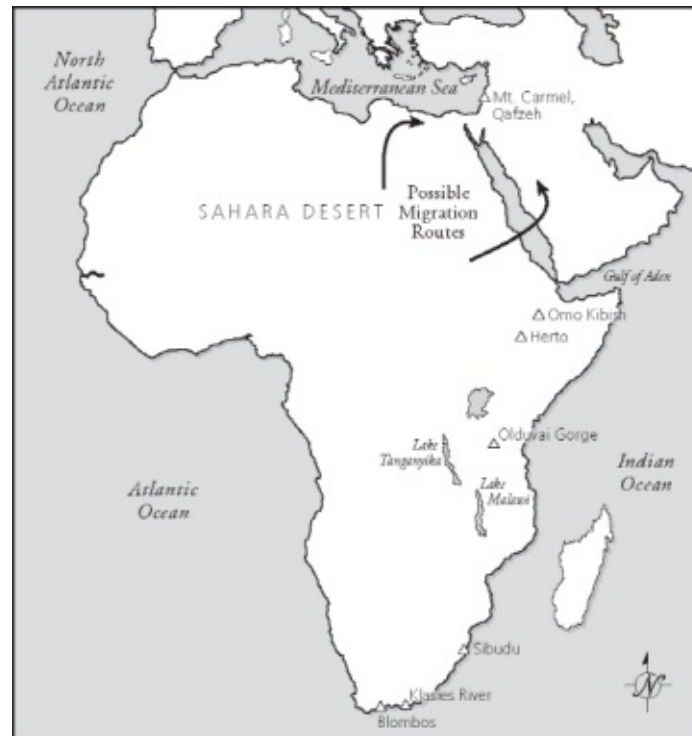 North
Atlantic
Ocean
Mediterranean Sea
Mt. Carmel,
Qafzeh
SAHARA DESERT
Possible
Migration
Routes
Gulf of Aden
Omo Kibish
Herto
Olduvai Gorge
Lake
Tanganyika
Lake
Malawi
Indian
Ocean
Atlantic
Ocean
Sibudu
Klasies River
Blombos
N